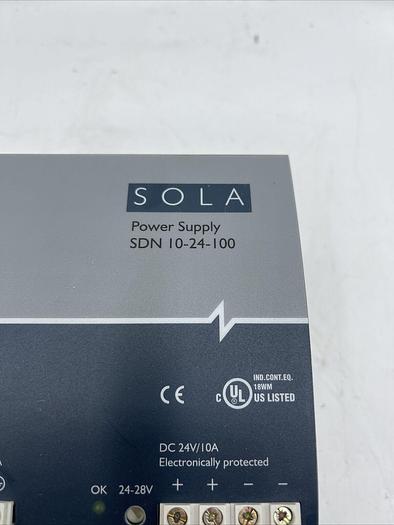 SOLA
Power Supply
SDN 10-24-100
CE
C UL US LISTED
IND.CONT.EQ.
18WM
DC 24V/10A
Electronically protected
OK 24-28V + + − −